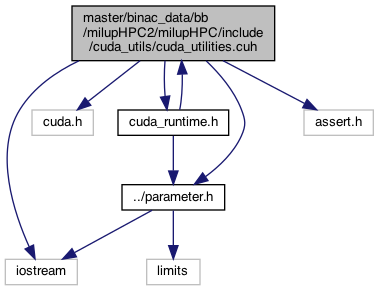 master/binac_data/bb
/milupHPC2/milupHPC/include
/cuda_utils/cuda_utilities.cuh
cuda.h
cuda_runtime.h
assert.h
../parameter.h
iostream
limits